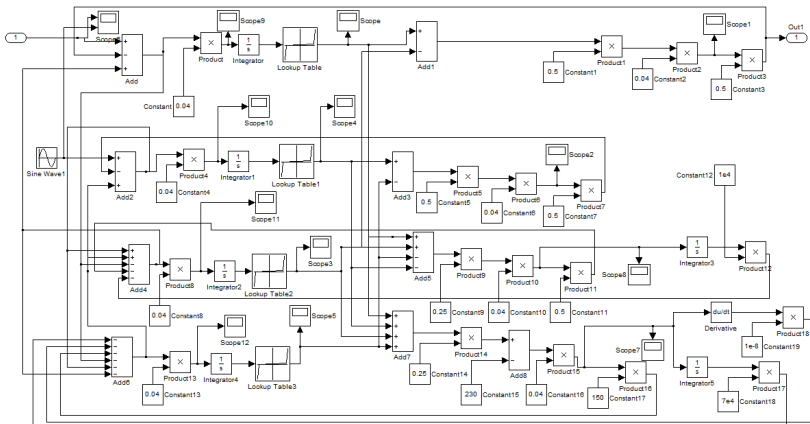 Scope9
Scope
Scope1
Out1
1
1
+
-
+
Add
×
Product
1
s
Integrator
Lookup Table
+
-
Add1
×
Product1
×
Product2
×
Product3
Constant
0.04
0.5
Constant1
0.04
Constant2
0.5
Constant3
Scope10
Scope4
Sine Wave1
+
-
+
Add2
×
Product4
1
s
Integrator1
Lookup Table1
+
-
-
Add3
×
Product5
×
Product6
Scope2
×
Product7
Constant12
1e4
0.04
Constant4
0.5
Constant5
0.04
Constant6
0.5
Constant7
Scope11
Add4
×
Product8
1
s
Integrator2
Lookup Table2
Scope3
Add5
×
Product9
×
Product10
×
Product11
Scope8
1
s
Integrator3
×
Product12
0.04
Constant8
0.25
Constant9
0.04
Constant10
0.5
Constant11
Scope12
Scope5
Add6
×
Product13
1
s
Integrator4
Lookup Table3
Add7
×
Product14
Add8
×
Product15
Scope7
×
Product16
du/dt
Derivative
×
Product18
1e-8
Constant19
1
s
Integrator5
×
Product17
0.04
Constant13
0.25
Constant14
230
Constant15
0.04
Constant16
150
Constant17
7e4
Constant18